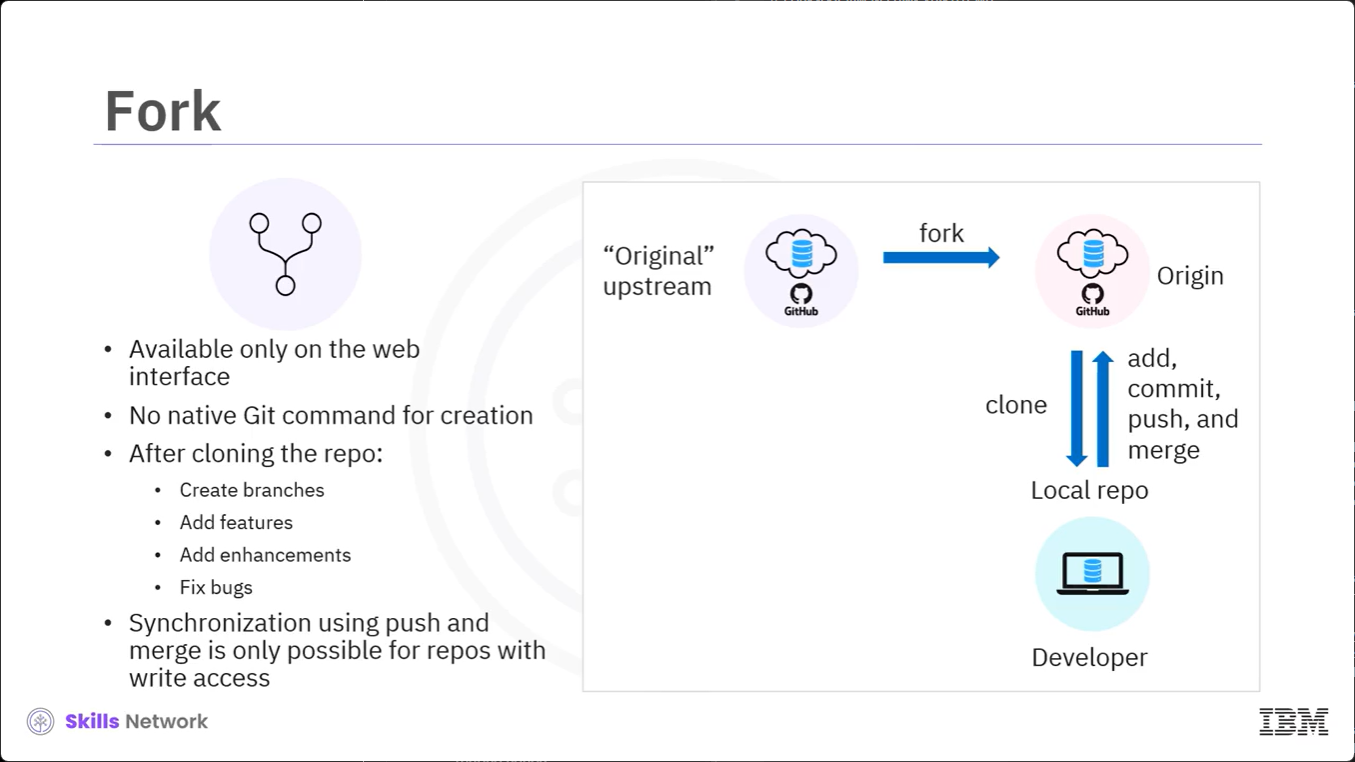 Fork
• Available only on the web
interface
• No native Git command for creation
• After cloning the repo:
• Create branches
• Add features
• Add enhancements
• Fix bugs
• Synchronization using push and
merge is only possible for repos with
write access
“Original”
upstream
GitHub
fork
GitHub
Origin
clone
add,
commit,
push, and
merge
Local repo
Developer
Skills Network
IBM